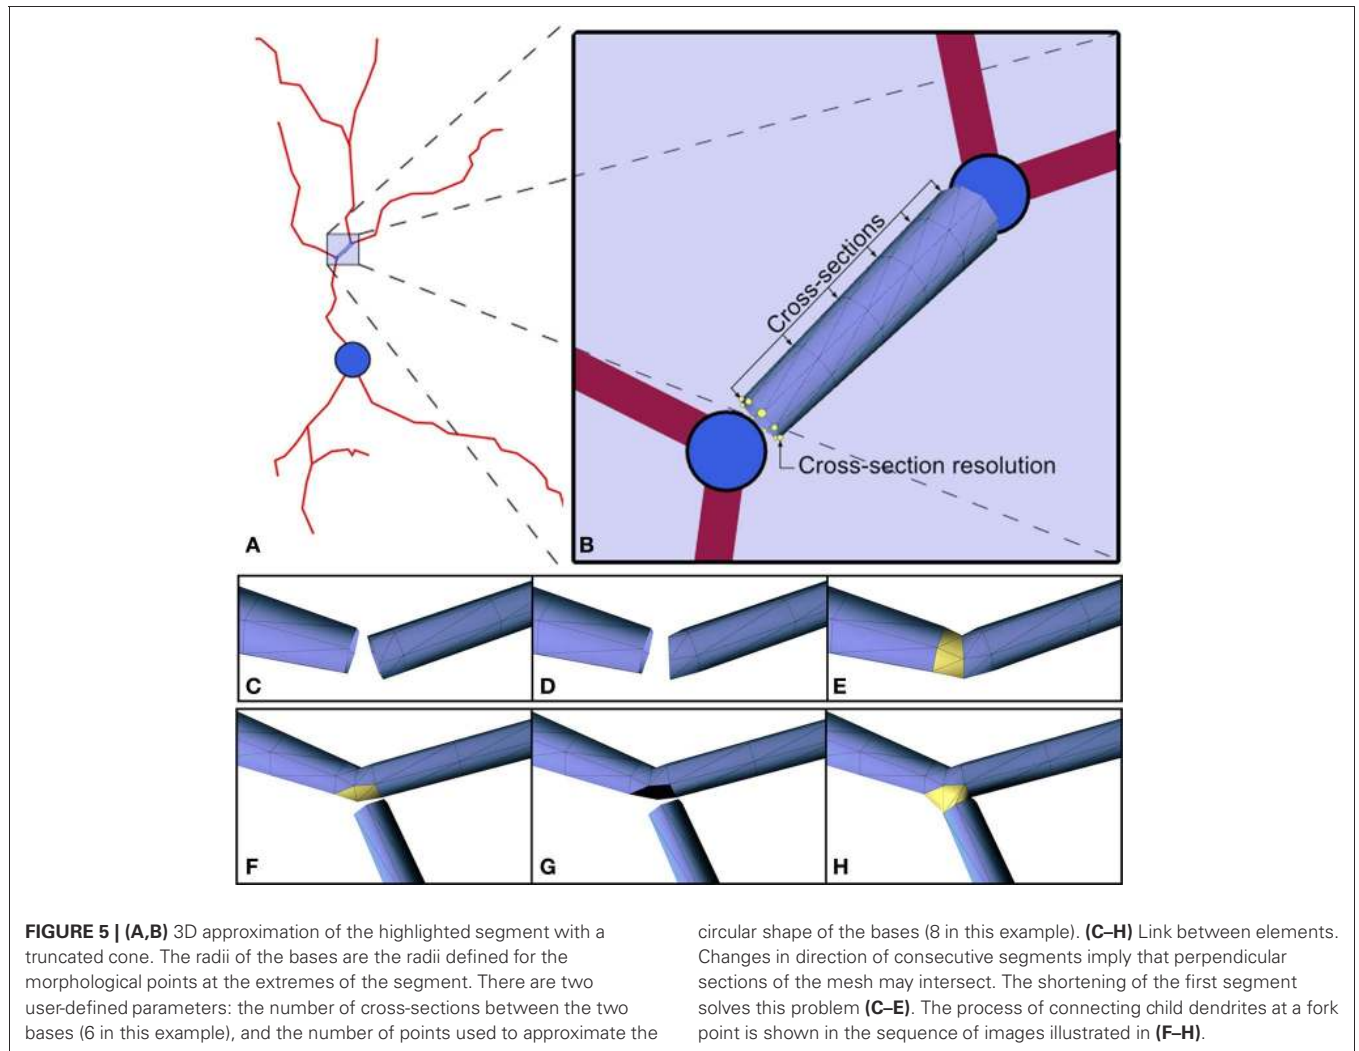 A
B
Cross-sections
Cross-section resolution
C
D
E
F
G
H
FIGURE 5 | (A,B) 3D approximation of the highlighted segment with a
truncated cone. The radii of the bases are the radii defined for the
morphological points at the extremes of the segment. There are two
user-defined parameters: the number of cross-sections between the two
bases (6 in this example), and the number of points used to approximate the
circular shape of the bases (8 in this example). (C–H) Link between elements.
Changes in direction of consecutive segments imply that perpendicular
sections of the mesh may intersect. The shortening of the first segment
solves this problem (C–E). The process of connecting child dendrites at a fork
point is shown in the sequence of images illustrated in (F–H).